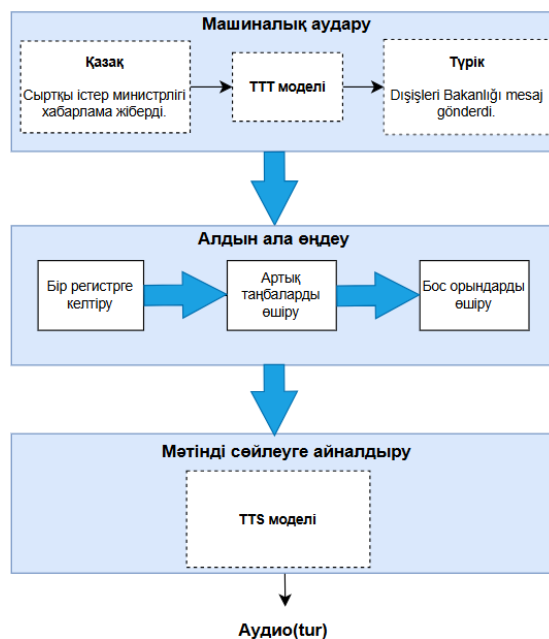 Машиналық аудару
Қазақ
Сыртқы істер министрлігі
хабарлама жіберді.
TTT моделі
Түрік
Dışişleri Bakanlığı mesaj
gönderdi.
Алдын ала өңдеу
Бір регистрге
келтіру
Артық
таңбаларды
өшіру
Бос орындарды
өшіру
Мәтінді сөйлеуге айналдыру
TTS моделі
Аудио(tur)